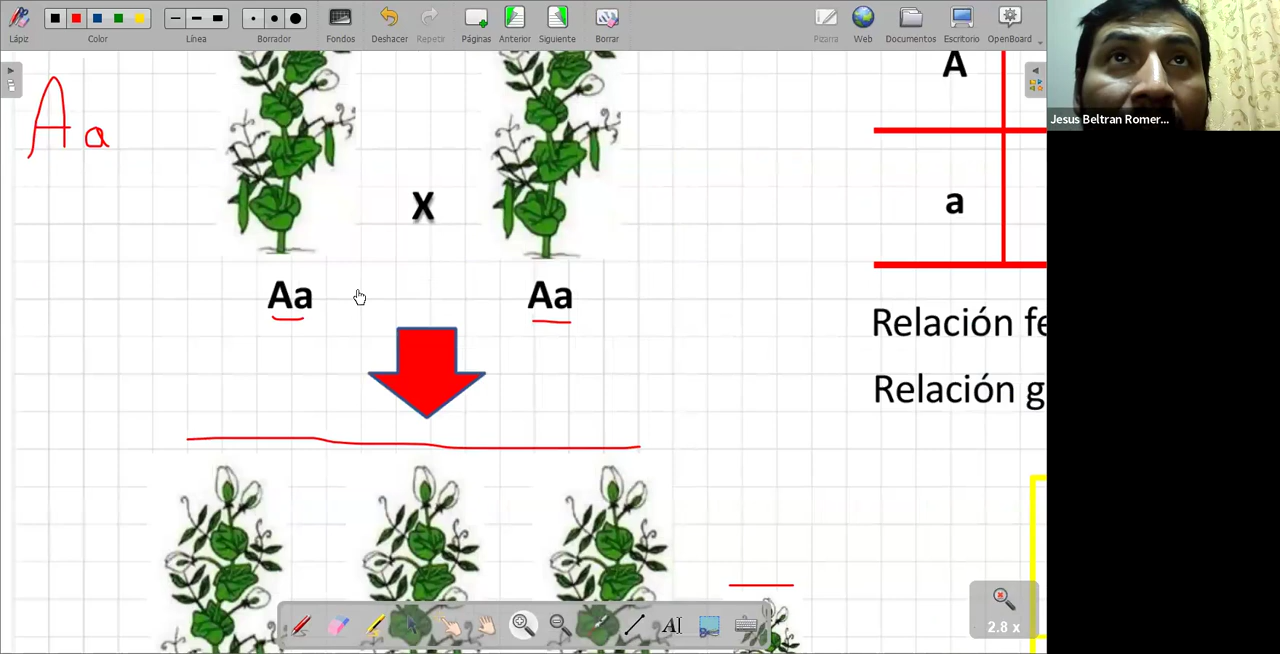 Lápiz Color Línea Borrador Fondos Deshacer Repetir Páginas Anterior Siguiente Borrar Pizarra Web Documentos Escritorio OpenBoard
Aa
A
Jesus Beltran Romer...
X
a
Aa Aa
Relación fe
Relación g
AI
2.8 x